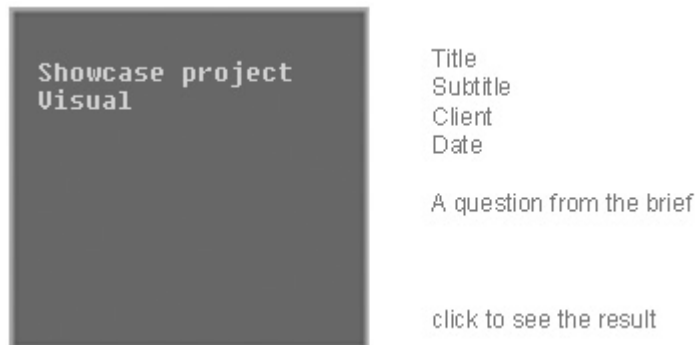 Showcase project
Visual
Title
Subtitle
Client
Date
A question from the brief
click to see the result